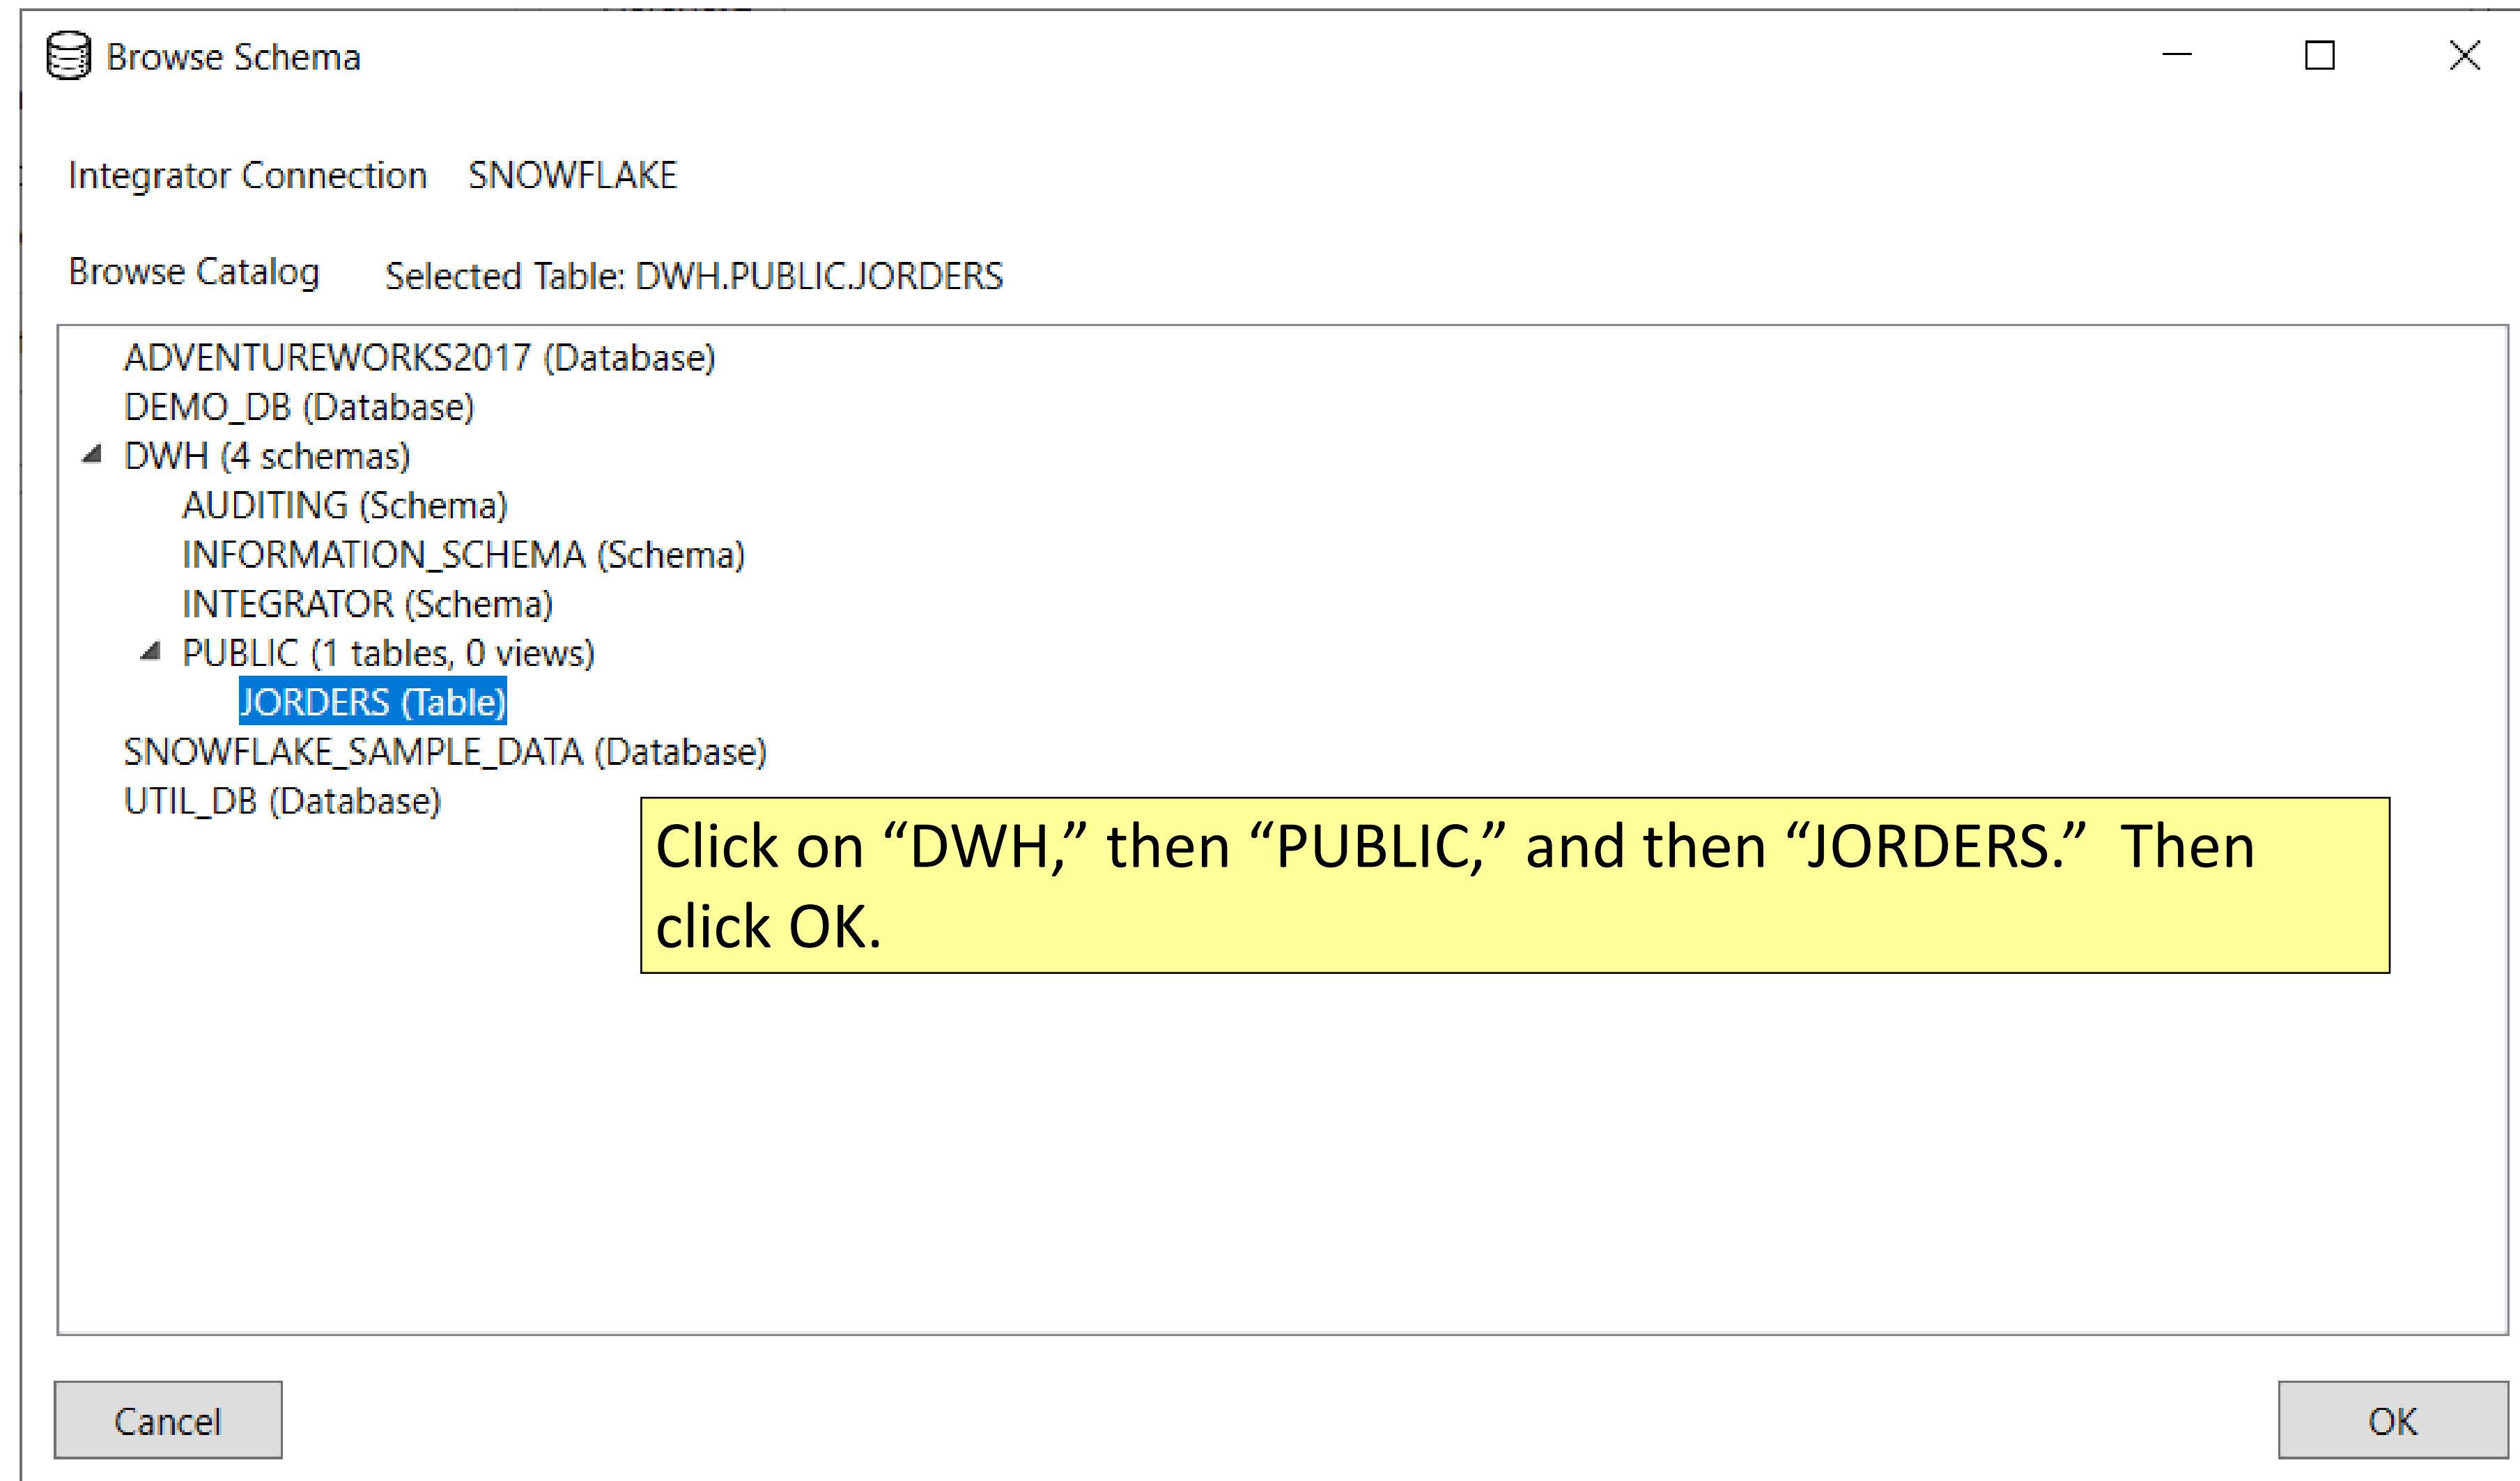 Browse Schema
Integrator Connection SNOWFLAKE
Browse Catalog Selected Table: DWH.PUBLIC.JORDERS
ADVENTUREWORKS2017 (Database)
DEMO_DB (Database)
DWH (4 schemas)
AUDITING (Schema)
INFORMATION_SCHEMA (Schema)
INTEGRATOR (Schema)
PUBLIC (1 tables, 0 views)
JORDERS (Table)
SNOWFLAKE_SAMPLE_DATA (Database)
UTIL_DB (Database)
Click on “DWH,” then “PUBLIC,” and then “JORDERS.” Then
click OK.
Cancel OK